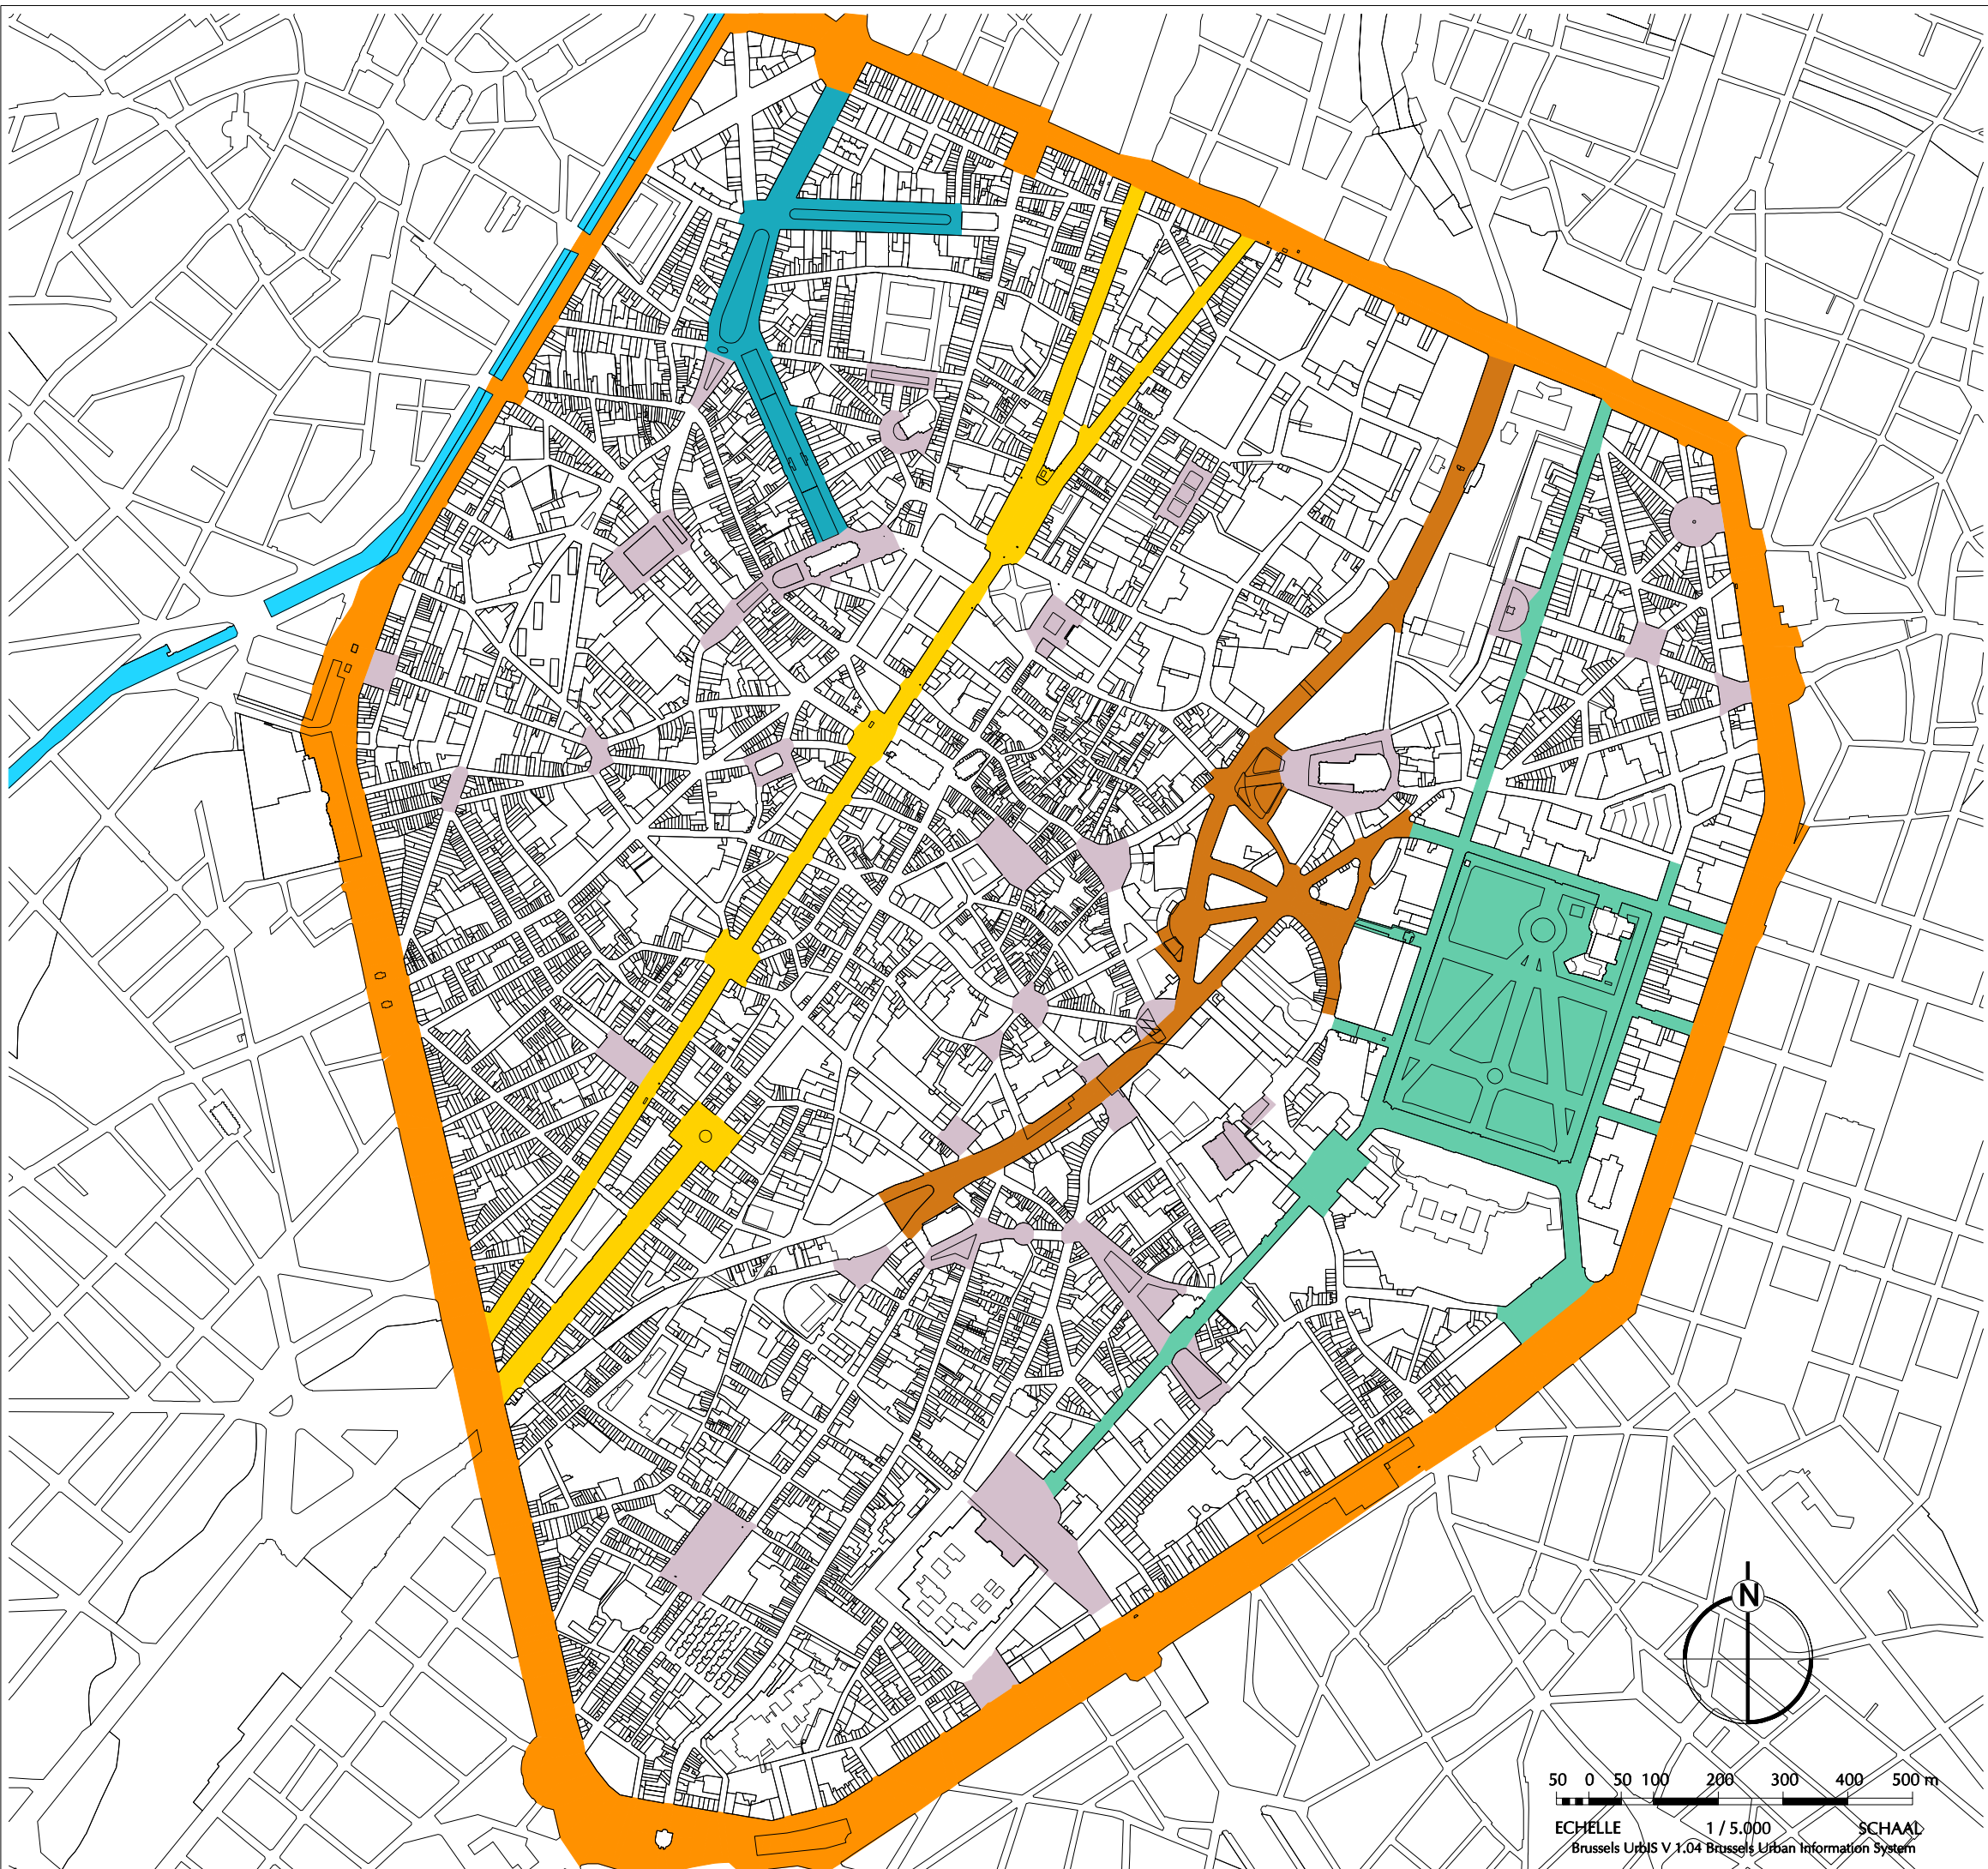 N
50 0 50 100 200 300 400 500 m
ECHELLE 1 / 5.000 SCHAAL
Brussels UrbIS V 1.04 Brussels Urban Information System